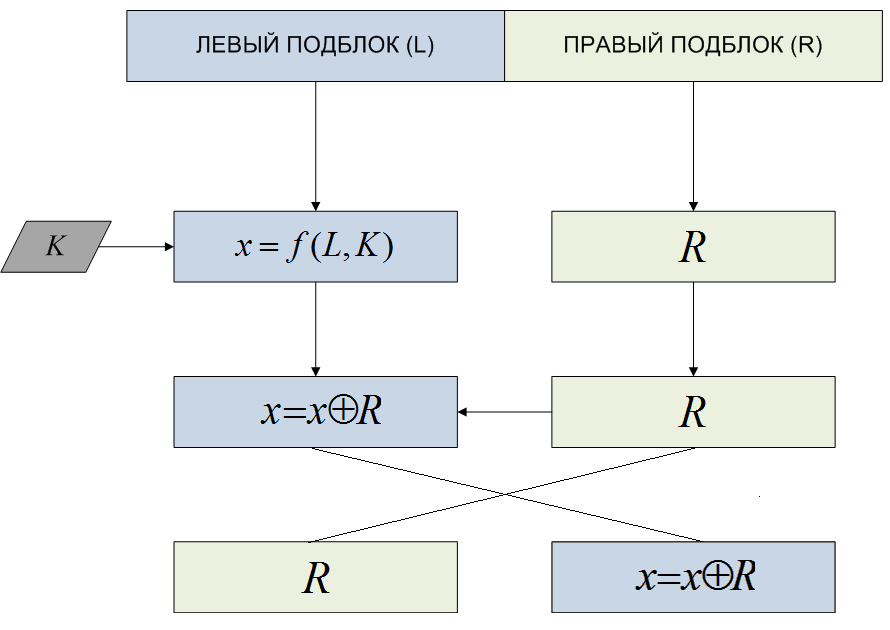 ЛЕВЫЙ ПОДБЛОК (L)
ПРАВЫЙ ПОДБЛОК (R)
K
x = f(L, K)
R
x=x⊕R
R
R
x=x⊕R